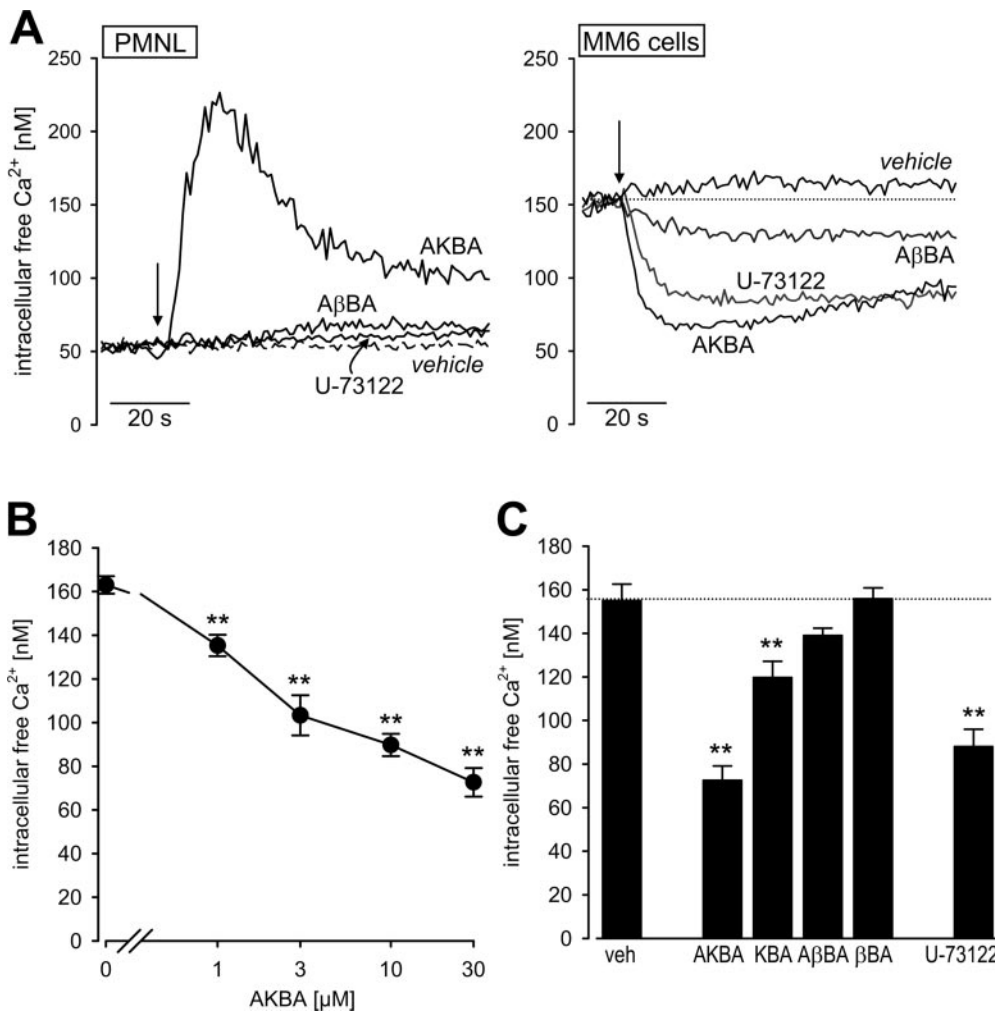 A
PMNL
MM6 cells
intracellular free Ca²⁺ [nM]
250
200
150
100
50
0
AKBA
AβBA
vehicle
U-73122
20 s
250
200
150
100
50
0
vehicle
AβBA
U-73122
AKBA
20 s
B
intracellular free Ca²⁺ [nM]
180
160
140
120
100
80
60
40
20
0
**
**
**
**
0 1 3 10 30
AKBA [µM]
C
intracellular free Ca²⁺ [nM]
180
160
140
120
100
80
60
40
20
0
**
**
**
veh AKBA KBA AβBA βBA U-73122